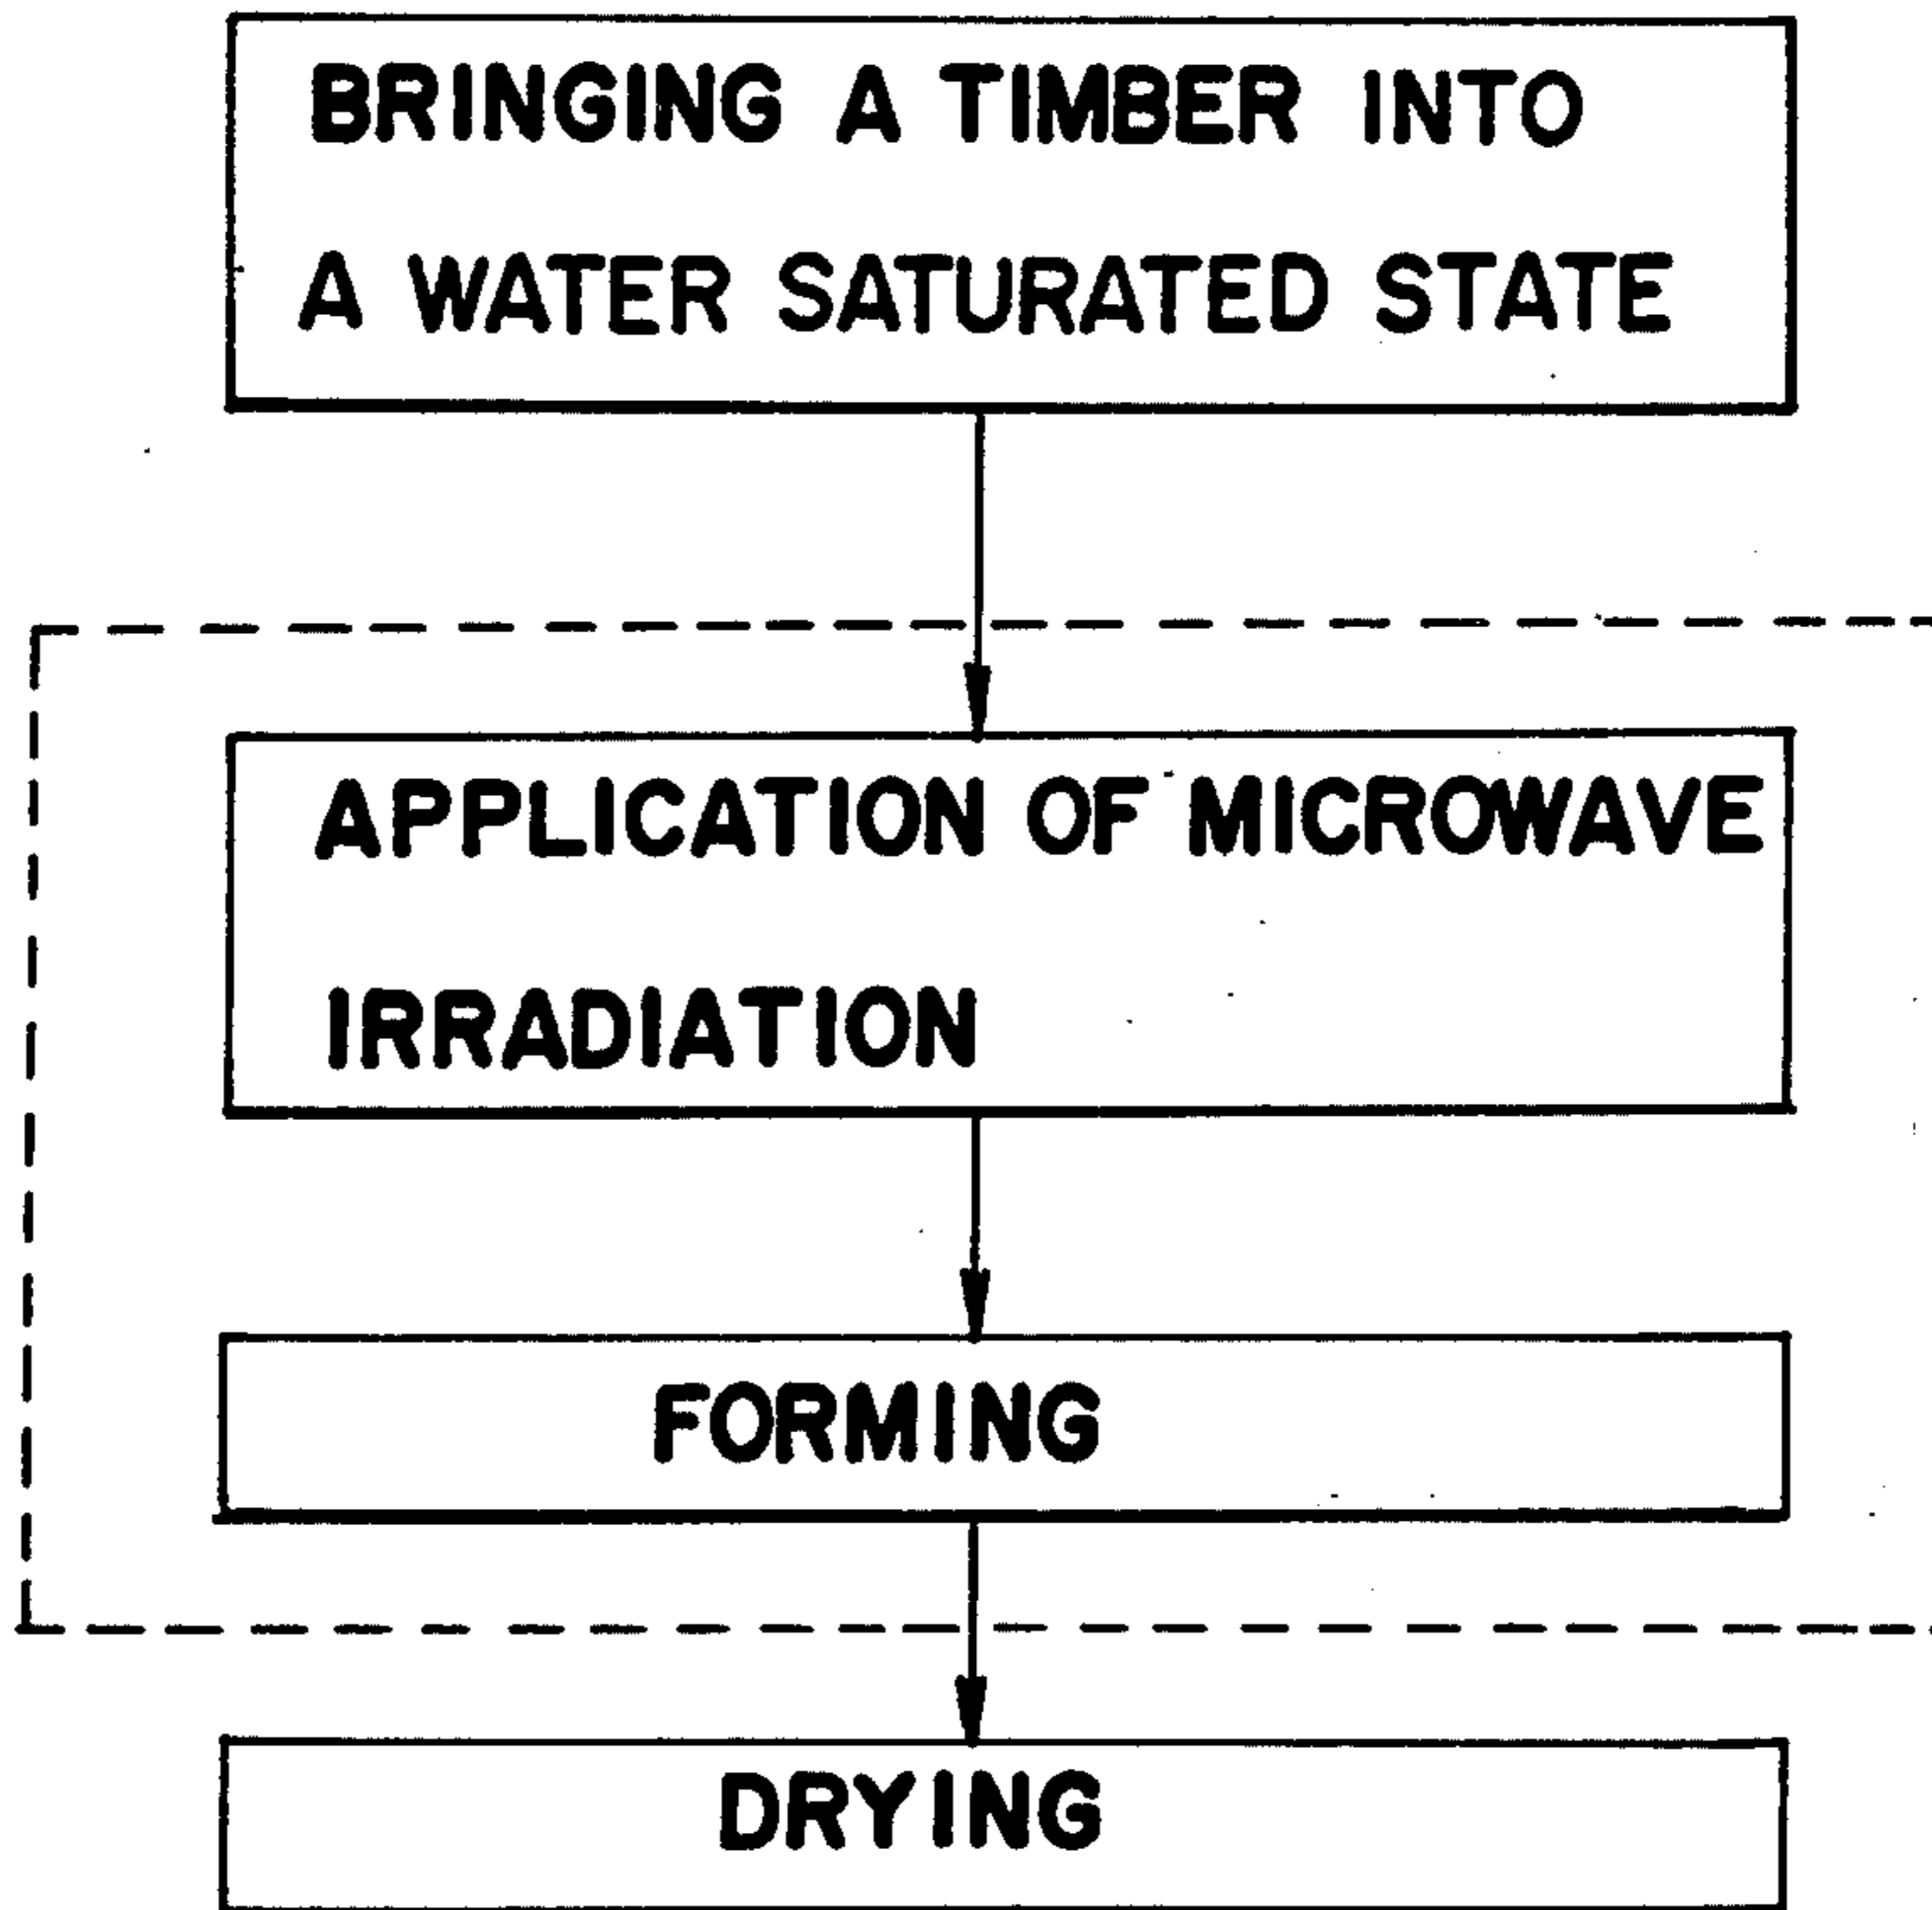 BRINGING A TIMBER INTO
A WATER SATURATED STATE
APPLICATION OF MICROWAVE
IRRADIATION
FORMING
DRYING